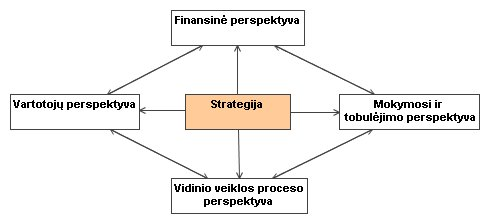 Finansinė perspektyva
Vartotojų perspektyva
Strategija
Mokymosi ir
tobulėjimo perspektyva
Vidinio veiklos proceso
perspektyva